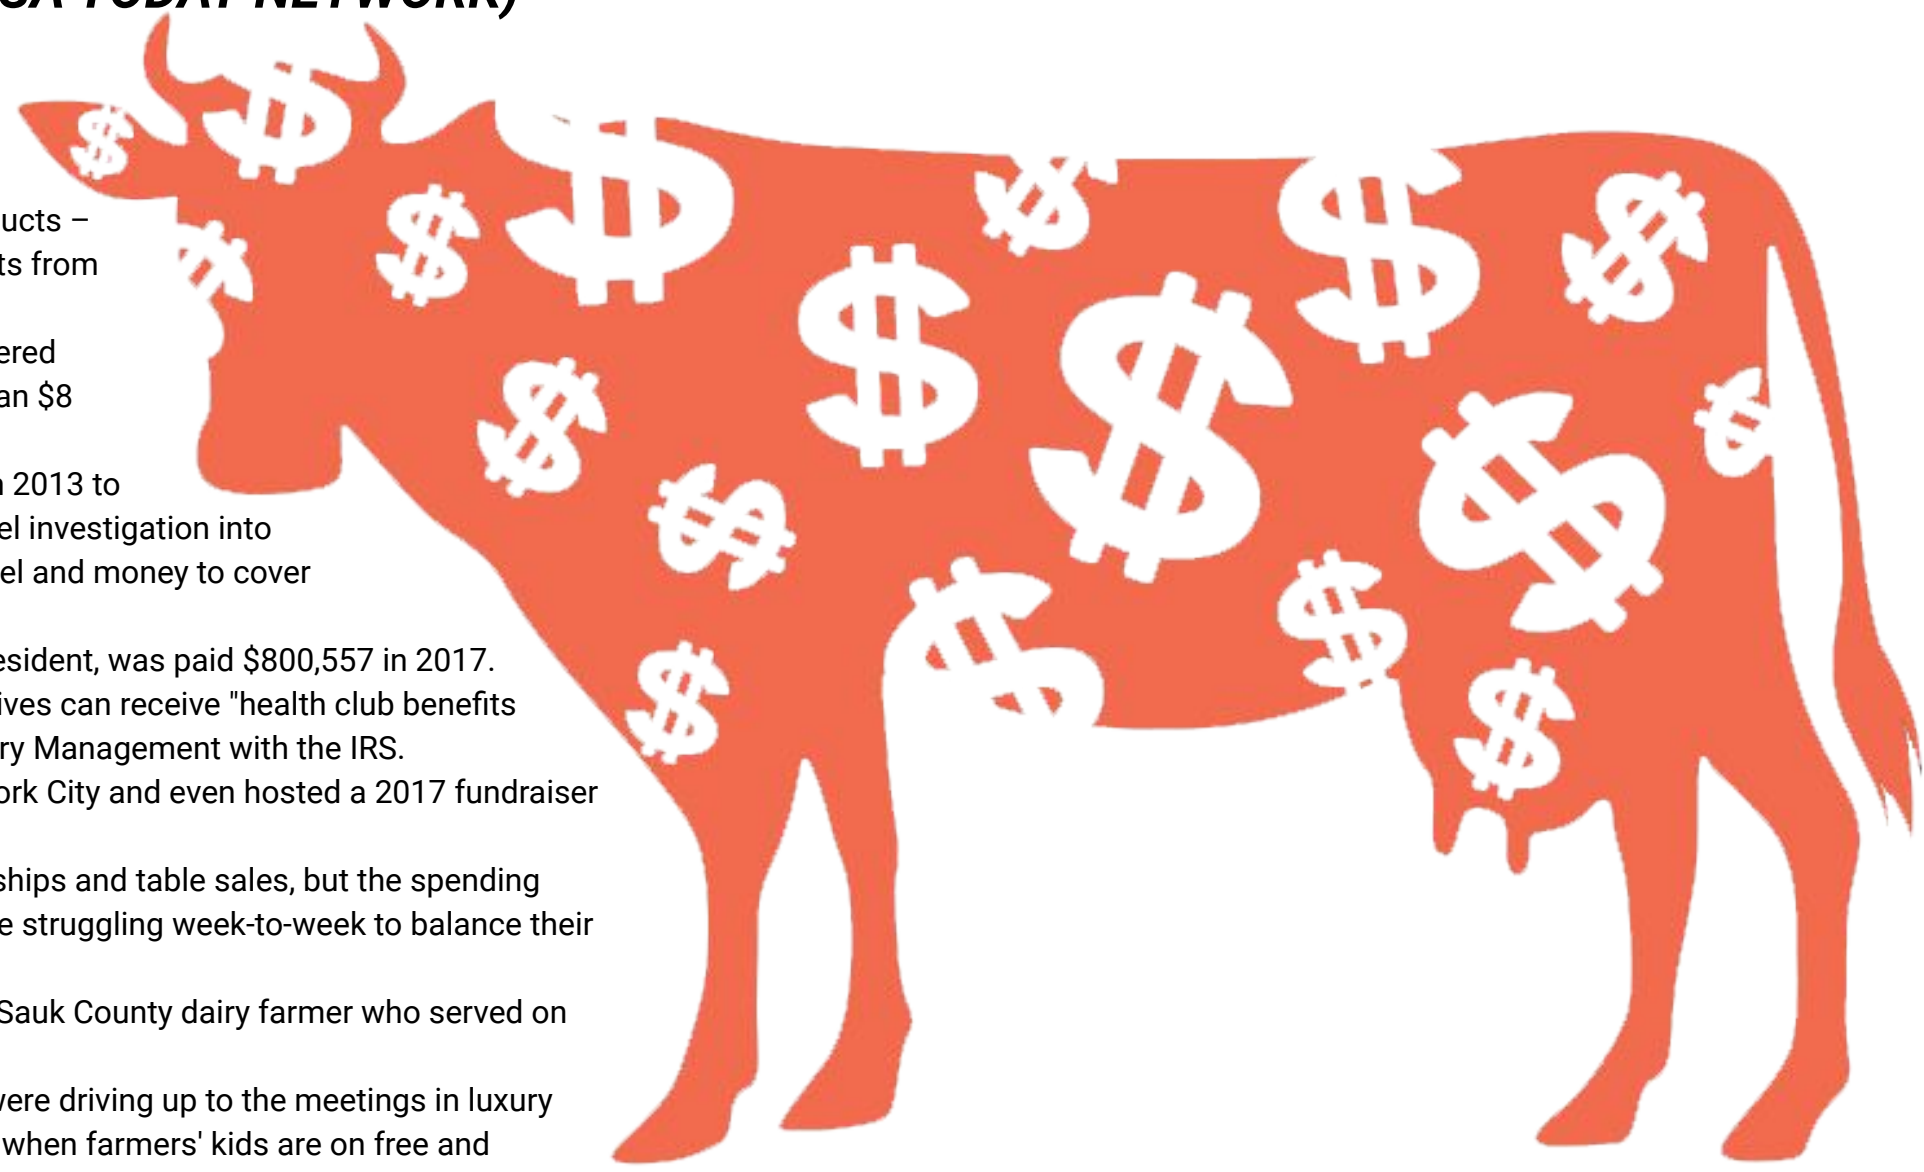 USA TODAY NETWORK)
ucts –
ts from
ered
an $8
n 2013 to
el investigation into
el and money to cover
esident, was paid $800,557 in 2017.
ives can receive "health club benefits
ry Management with the IRS.
ork City and even hosted a 2017 fundraiser
ships and table sales, but the spending
e struggling week-to-week to balance their
Sauk County dairy farmer who served on
were driving up to the meetings in luxury
when farmers' kids are on free and